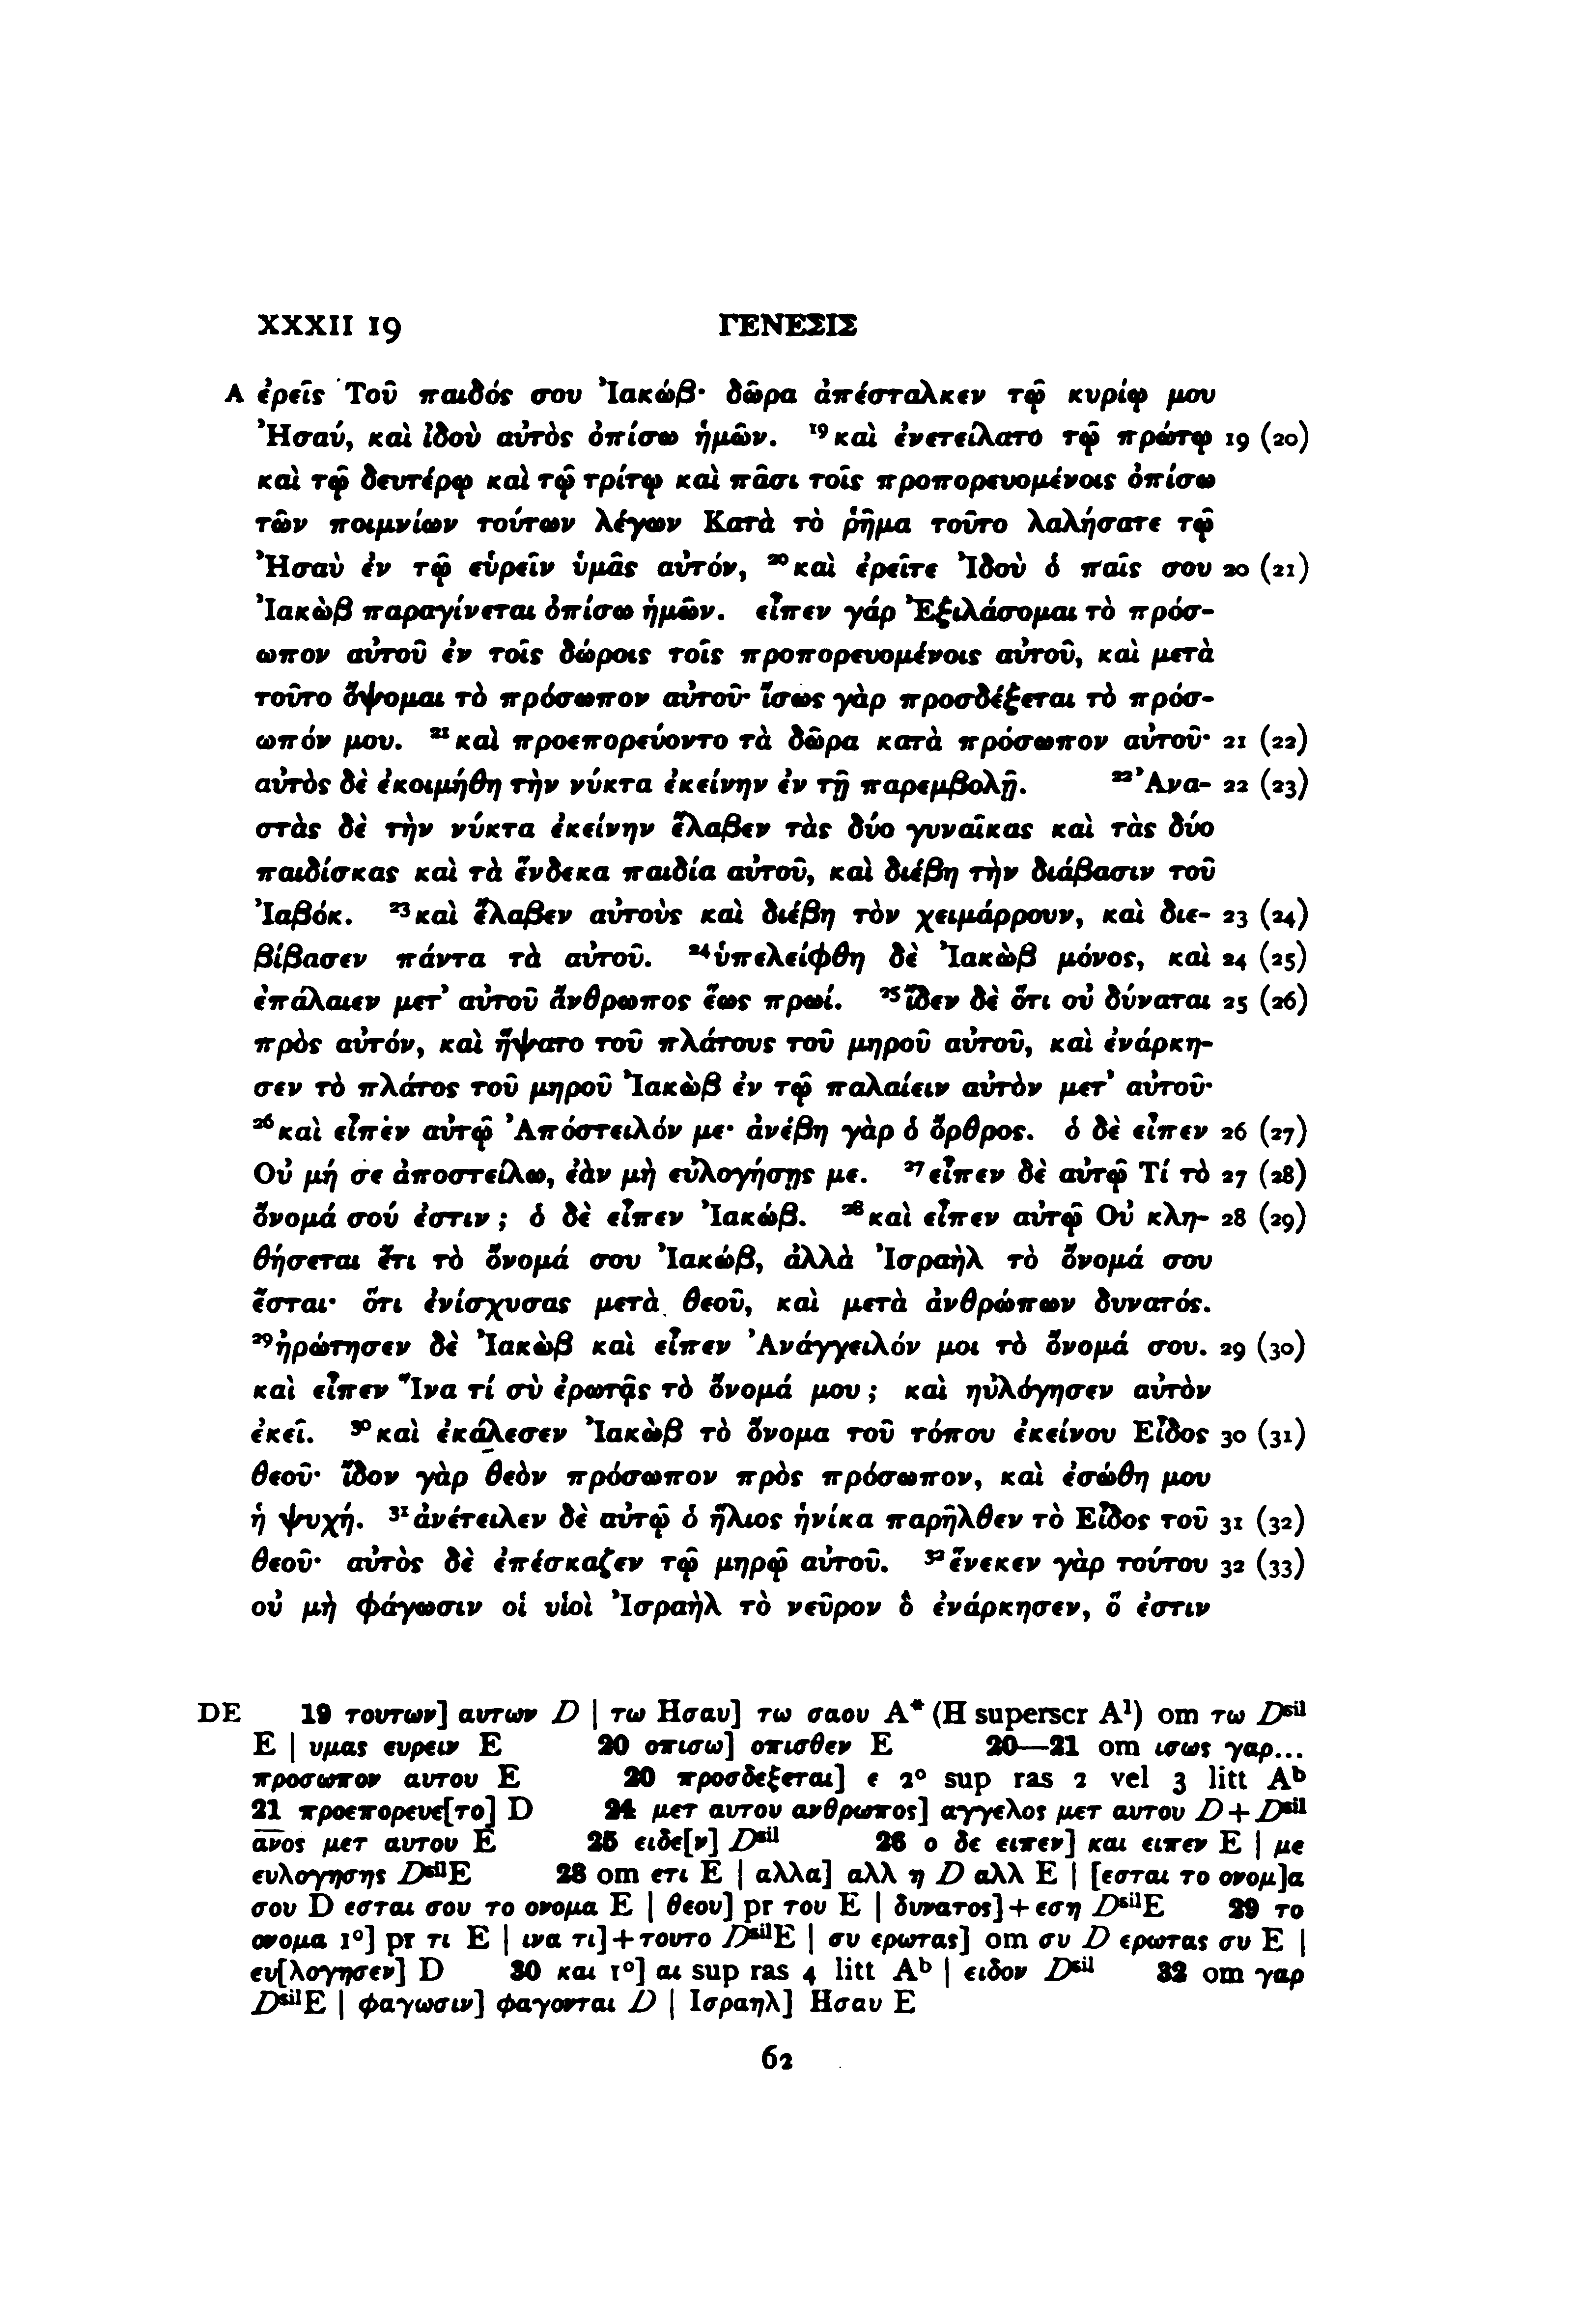 XXXII 19 ΓΕΝΕΣΙΣ
A ἐρεῖς Τοῦ παιδός σου Ἰακώβ· δῶρα ἀπέσταλκεν τῷ κυρίῳ μου
Ἠσαύ, καὶ ἰδοὺ αὐτὸς ὀπίσω ἡμῶν. ¹⁹καὶ ἐνετείλατο τῷ πρώτῳ 19 (20)
καὶ τῷ δευτέρῳ καὶ τῷ τρίτῳ καὶ πᾶσι τοῖς προπορευομένοις ὀπίσω
τῶν ποιμνίων τούτων λέγων Κατὰ τὸ ῥῆμα τοῦτο λαλήσατε τῷ
Ἠσαὺ ἐν τῷ εὑρεῖν ὑμᾶς αὐτόν, ²⁰καὶ ἐρεῖτε Ἰδοὺ ὁ παῖς σου 20 (21)
Ἰακὼβ παραγίνεται ὀπίσω ἡμῶν. εἶπεν γάρ Ἐξιλάσομαι τὸ πρόσ-
ωπον αὐτοῦ ἐν τοῖς δώροις τοῖς προπορευομένοις αὐτοῦ, καὶ μετὰ
τοῦτο ὄψομαι τὸ πρόσωπον αὐτοῦ· ἴσως γὰρ προσδέξεται τὸ πρόσ-
ωπόν μου. ²¹καὶ προεπορεύοντο τὰ δῶρα κατὰ πρόσωπον αὐτοῦ· 21 (22)
αὐτὸς δὲ ἐκοιμήθη τὴν νύκτα ἐκείνην ἐν τῇ παρεμβολῇ. ²²Ἀνα- 22 (23)
στὰς δὲ τὴν νύκτα ἐκείνην ἔλαβεν τὰς δύο γυναῖκας καὶ τὰς δύο
παιδίσκας καὶ τὰ ἕνδεκα παιδία αὐτοῦ, καὶ διέβη τὴν διάβασιν τοῦ
Ἰαβόκ. ²³καὶ ἔλαβεν αὐτοὺς καὶ διέβη τὸν χειμάρρουν, καὶ διε- 23 (24)
βίβασεν πάντα τὰ αὐτοῦ. ²⁴ὑπελείφθη δὲ Ἰακὼβ μόνος, καὶ 24 (25)
ἐπάλαιεν μετ᾽ αὐτοῦ ἄνθρωπος ἕως πρωί. ²⁵ἴδεν δὲ ὅτι οὐ δύναται 25 (26)
πρὸς αὐτόν, καὶ ἥψατο τοῦ πλάτους τοῦ μηροῦ αὐτοῦ, καὶ ἐνάρκη-
σεν τὸ πλάτος τοῦ μηροῦ Ἰακὼβ ἐν τῷ παλαίειν αὐτὸν μετ᾽ αὐτοῦ·
²⁶καὶ εἶπεν αὐτῷ Ἀπόστειλόν με· ἀνέβη γὰρ ὁ ὄρθρος. ὁ δὲ εἶπεν 26 (27)
Οὐ μή σε ἀποστείλω, ἐὰν μὴ εὐλογήσῃς με. ²⁷εἶπεν δὲ αὐτῷ Τί τὸ 27 (28)
ὄνομά σού ἐστιν; ὁ δὲ εἶπεν Ἰακώβ. ²⁸καὶ εἶπεν αὐτῷ Οὐ κλη- 28 (29)
θήσεται ἔτι τὸ ὄνομά σου Ἰακώβ, ἀλλὰ Ἰσραὴλ τὸ ὄνομά σου
ἔσται· ὅτι ἐνίσχυσας μετὰ θεοῦ, καὶ μετὰ ἀνθρώπων δυνατός.
²⁹ἠρώτησεν δὲ Ἰακὼβ καὶ εἶπεν Ἀνάγγειλόν μοι τὸ ὄνομά σου. 29 (30)
καὶ εἶπεν Ἵνα τί σὺ ἐρωτᾷς τὸ ὄνομά μου; καὶ ηὐλόγησεν αὐτὸν
ἐκεῖ. ³⁰καὶ ἐκάλεσεν Ἰακὼβ τὸ ὄνομα τοῦ τόπου ἐκείνου Εἶδος 30 (31)
θεοῦ· ἴδον γὰρ θεὸν πρόσωπον πρὸς πρόσωπον, καὶ ἐσώθη μου
ἡ ψυχή. ³¹ἀνέτειλεν δὲ αὐτῷ ὁ ἥλιος ἡνίκα παρῆλθεν τὸ Εἶδος τοῦ 31 (32)
θεοῦ· αὐτὸς δὲ ἐπέσκαζεν τῷ μηρῷ αὐτοῦ. ³²ἕνεκεν γὰρ τούτου 32 (33)
οὐ μὴ φάγωσιν οἱ υἱοὶ Ἰσραὴλ τὸ νεῦρον ὃ ἐνάρκησεν, ὅ ἐστιν
DE 19 τουτων] αυτων D | τω Ησαυ] τω σαου A* (H superscr A¹) om τω Dˢⁱˡ
E | υμας ευρειν E 20 οπισω] οπισθεν E 20—21 om ισως γαρ...
προσωπον αυτου E 20 προσδεξεται] ε 2° sup ras 2 vel 3 litt Aᵇ
21 προεπορευε[το] D 24 μετ αυτου ανθρωπος] αγγελος μετ αυτου D + Dˢⁱˡ
α̅ν̅ο̅ς μετ αυτου E 25 ειδε[ν] Dˢⁱˡ 26 ο δε ειπεν] και ειπεν E | με
ευλογησης DˢⁱˡE 28 om ετι E | αλλα] αλλ η D αλλ E | [εσται το ονομ]α
σου D εσται σου το ονομα E | θεου] pr του E | δυνατος] + εση DˢⁱˡE 29 το
ονομα 1°] pr τι E | ινα τι] + τουτο DˢⁱˡE | συ ερωτας] om συ D ερωτας συ E |
ευ[λογησεν] D 30 και 1°] αι sup ras 4 litt Aᵇ | ειδον Dˢⁱˡ 32 om γαρ
DˢⁱˡE | φαγωσιν] φαγονται D | Ισραηλ] Ησαυ E
62